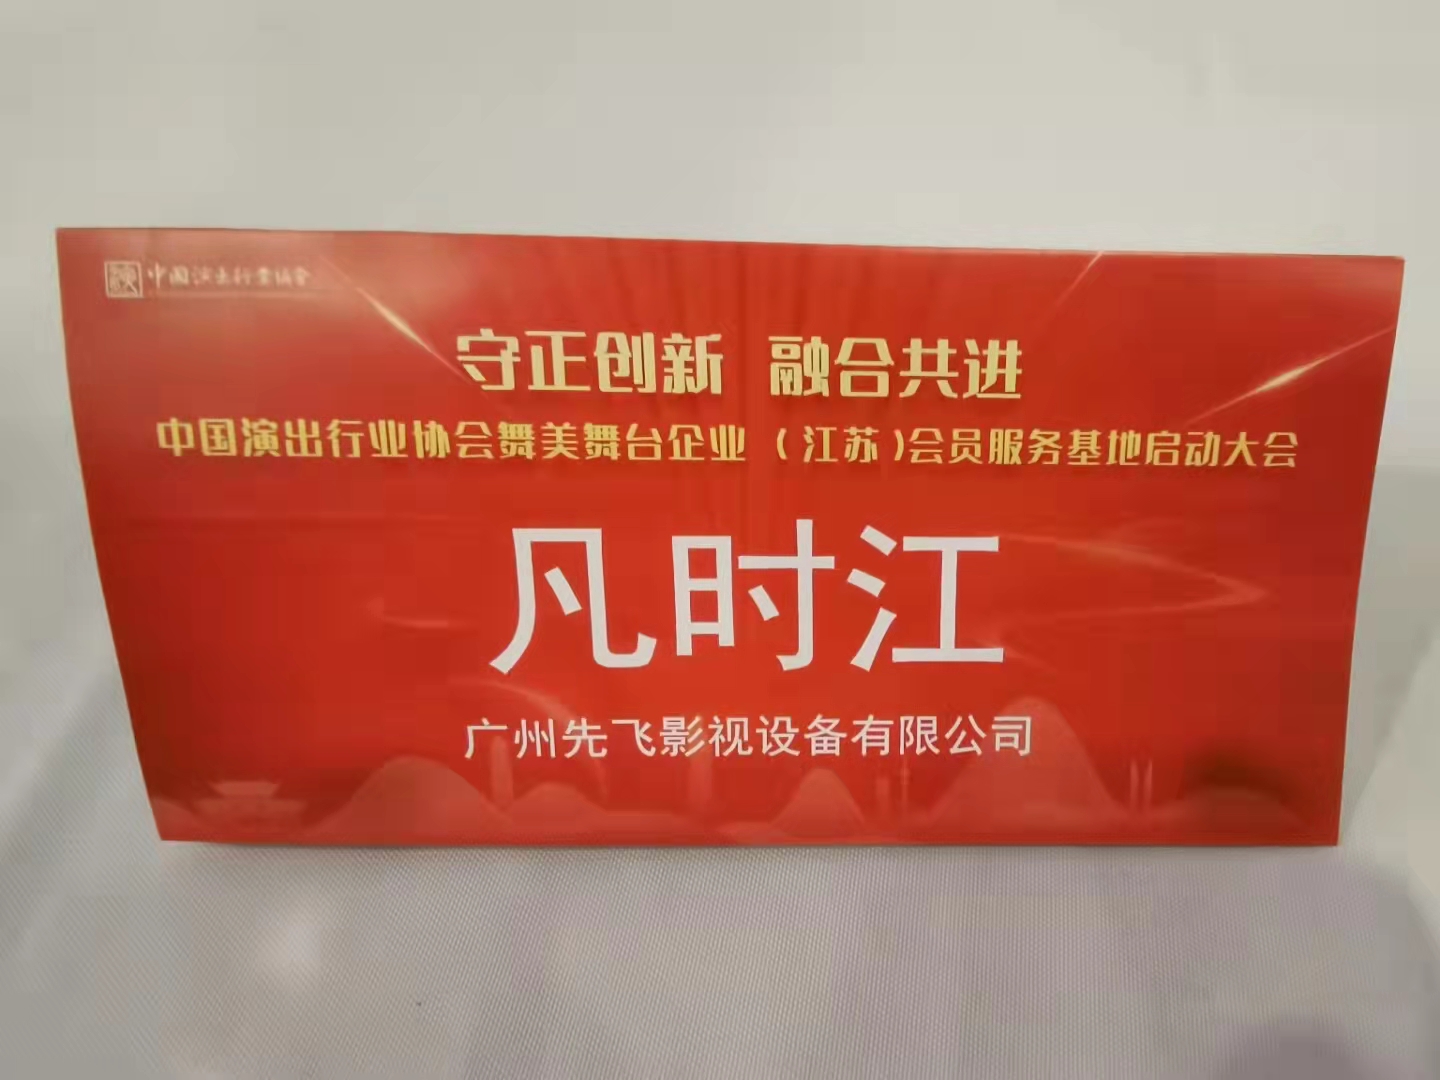 中国演出行业协会
守正创新 融合共进
中国演出行业协会舞美舞台企业（江苏）会员服务基地启动大会
凡时江
广州先飞影视设备有限公司